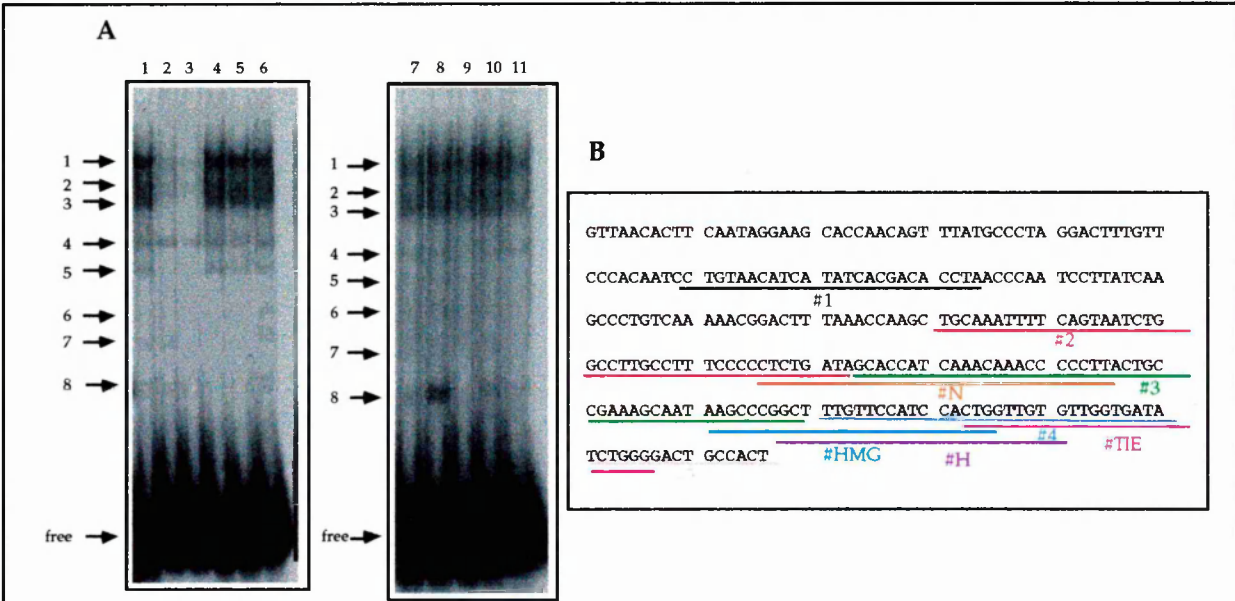 A
1 2 3 4 5 6
7 8 9 10 11
1
2
3
4
5
6
7
8
free
1
2
3
4
5
6
7
8
free
B
GTTAACACTT CAATAGGAAG CACCAACAGT TTATGCCCTA GGACTTTGTT
CCCACAATCC TGTAACATCA TATCACGACA CCTAACCCAA TCCTTATCAA
#1
GCCCTGTCAA AAACGGACTT TAAACCAAGC TGCAAATTTT CAGTAATCTG
#2
GCCTTGCCTT TCCCCCTCTG ATAGCACCAT CAAACAAACC CCCTTACTGC
#N #3
CGAAAGCAAT AAGCCCGGCT TTGTTCCATC CACTGGTTGT GTTGGTGATA
#4 #TIE
TCTGGGGACT GCCACT
#HMG #H